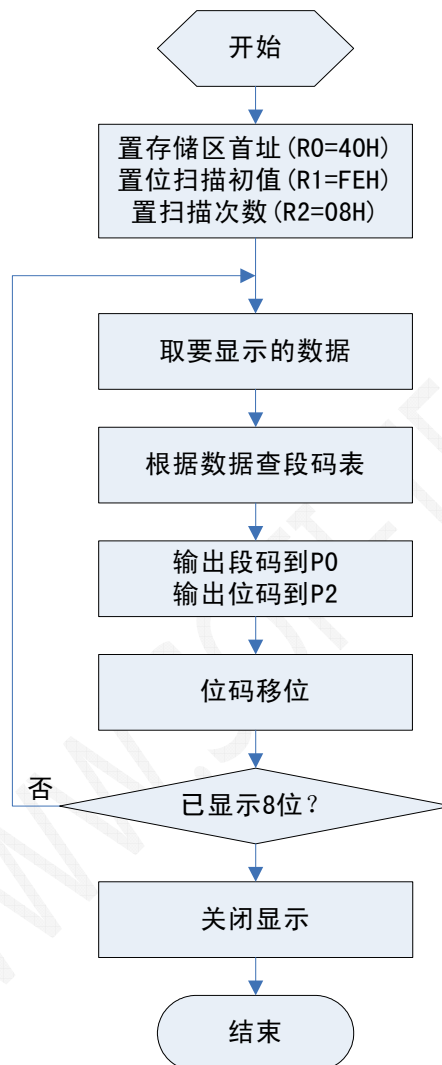 开始
置存储区首址(R0=40H)
置位扫描初值(R1=FEH)
置扫描次数(R2=08H)
取要显示的数据
根据数据查段码表
输出段码到P0
输出位码到P2
位码移位
否
已显示8位？
关闭显示
结束